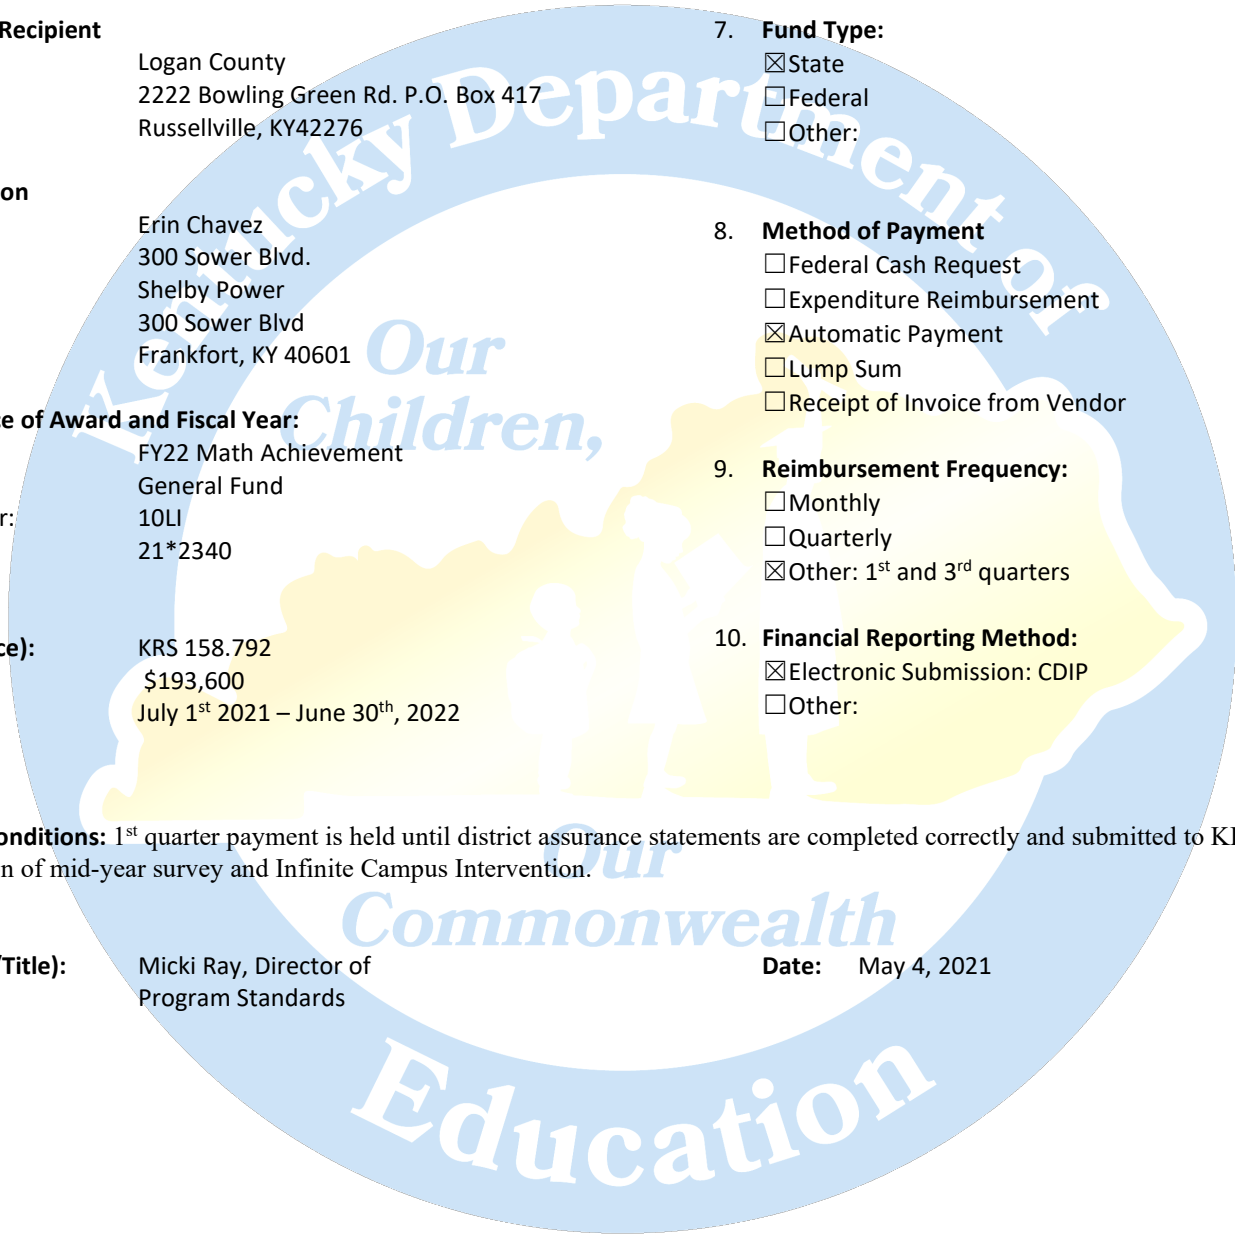 Recipient
Logan County
2222 Bowling Green Rd. P.O. Box 417
Russellville, KY42276
on
Erin Chavez
300 Sower Blvd.
Shelby Power
300 Sower Blvd
Frankfort, KY 40601
e of Award and Fiscal Year:
FY22 Math Achievement
General Fund
r: 10LI
21*2340
ce): KRS 158.792
$193,600
July 1st 2021 – June 30th, 2022
7. Fund Type:
☒State
☐Federal
☐Other:
8. Method of Payment
☐Federal Cash Request
☐Expenditure Reimbursement
☒Automatic Payment
☐Lump Sum
☐Receipt of Invoice from Vendor
9. Reimbursement Frequency:
☐Monthly
☐Quarterly
☒Other: 1st and 3rd quarters
10. Financial Reporting Method:
☒Electronic Submission: CDIP
☐Other:
onditions: 1st quarter payment is held until district assurance statements are completed correctly and submitted to KI
n of mid-year survey and Infinite Campus Intervention.
/Title): Micki Ray, Director of
Program Standards
Date: May 4, 2021
Kentucky Department of
Education
Our
Children,
Our
Commonwealth